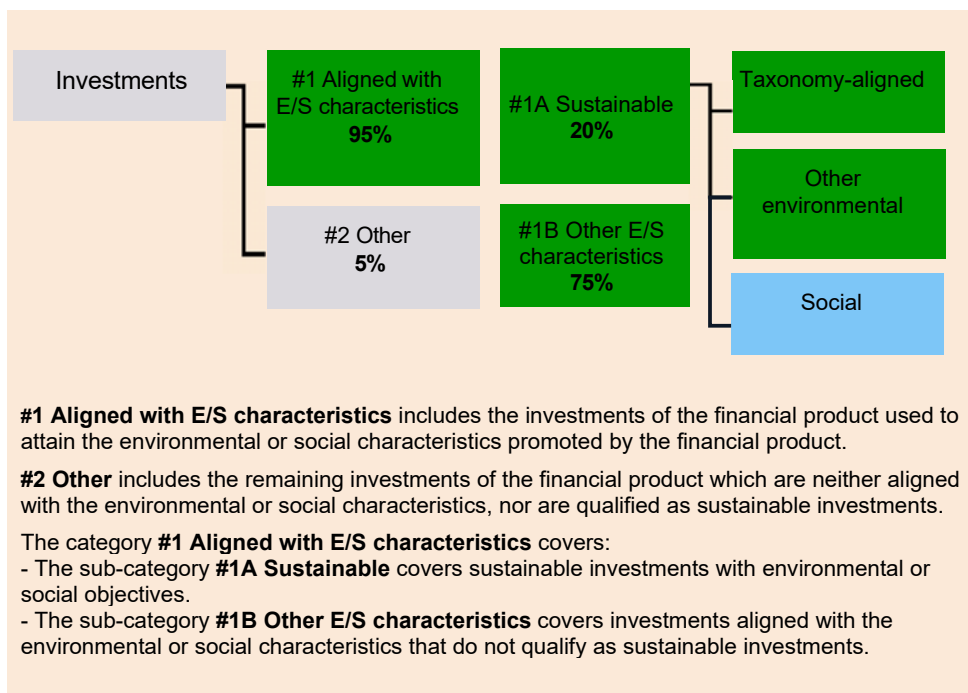 Investments
#1 Aligned with
E/S characteristics
95%
#2 Other
5%
#1A Sustainable
20%
#1B Other E/S
characteristics
75%
Taxonomy-aligned
Other
environmental
Social
#1 Aligned with E/S characteristics includes the investments of the financial product used to
attain the environmental or social characteristics promoted by the financial product.
#2 Other includes the remaining investments of the financial product which are neither aligned
with the environmental or social characteristics, nor are qualified as sustainable investments.
The category #1 Aligned with E/S characteristics covers:
- The sub-category #1A Sustainable covers sustainable investments with environmental or
social objectives.
- The sub-category #1B Other E/S characteristics covers investments aligned with the
environmental or social characteristics that do not qualify as sustainable investments.